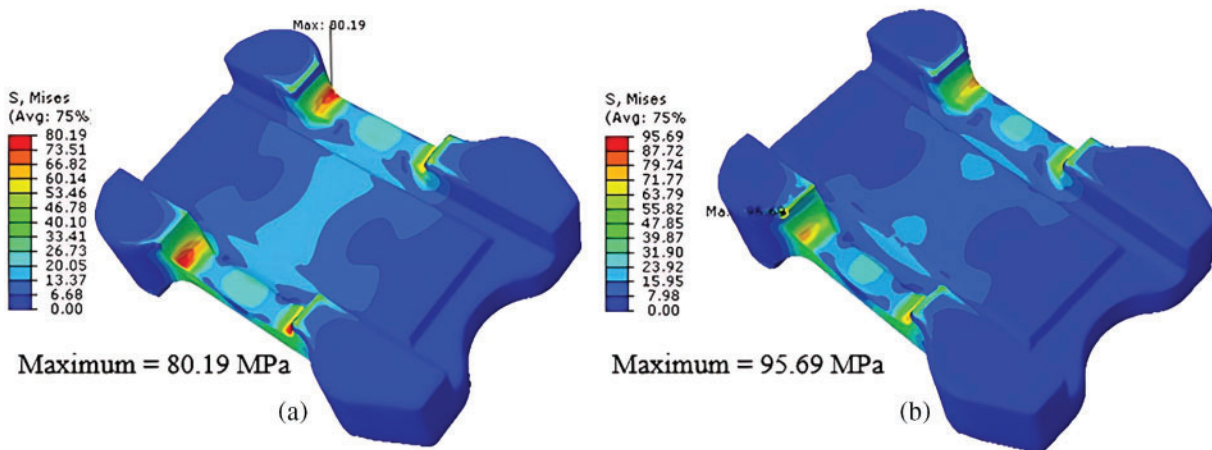 Max: 80.19
S, Mises
(Avg: 75%
80.19
73.51
66.82
60.14
53.46
46.78
40.10
33.41
26.73
20.05
13.37
6.68
0.00
Maximum = 80.19 MPa
(a)
S, Mises
(Avg: 75%
95.69
87.72
79.74
71.77
63.79
55.82
47.85
39.87
31.90
23.92
15.95
7.98
0.00
Max: 95.69
Maximum = 95.69 MPa
(b)